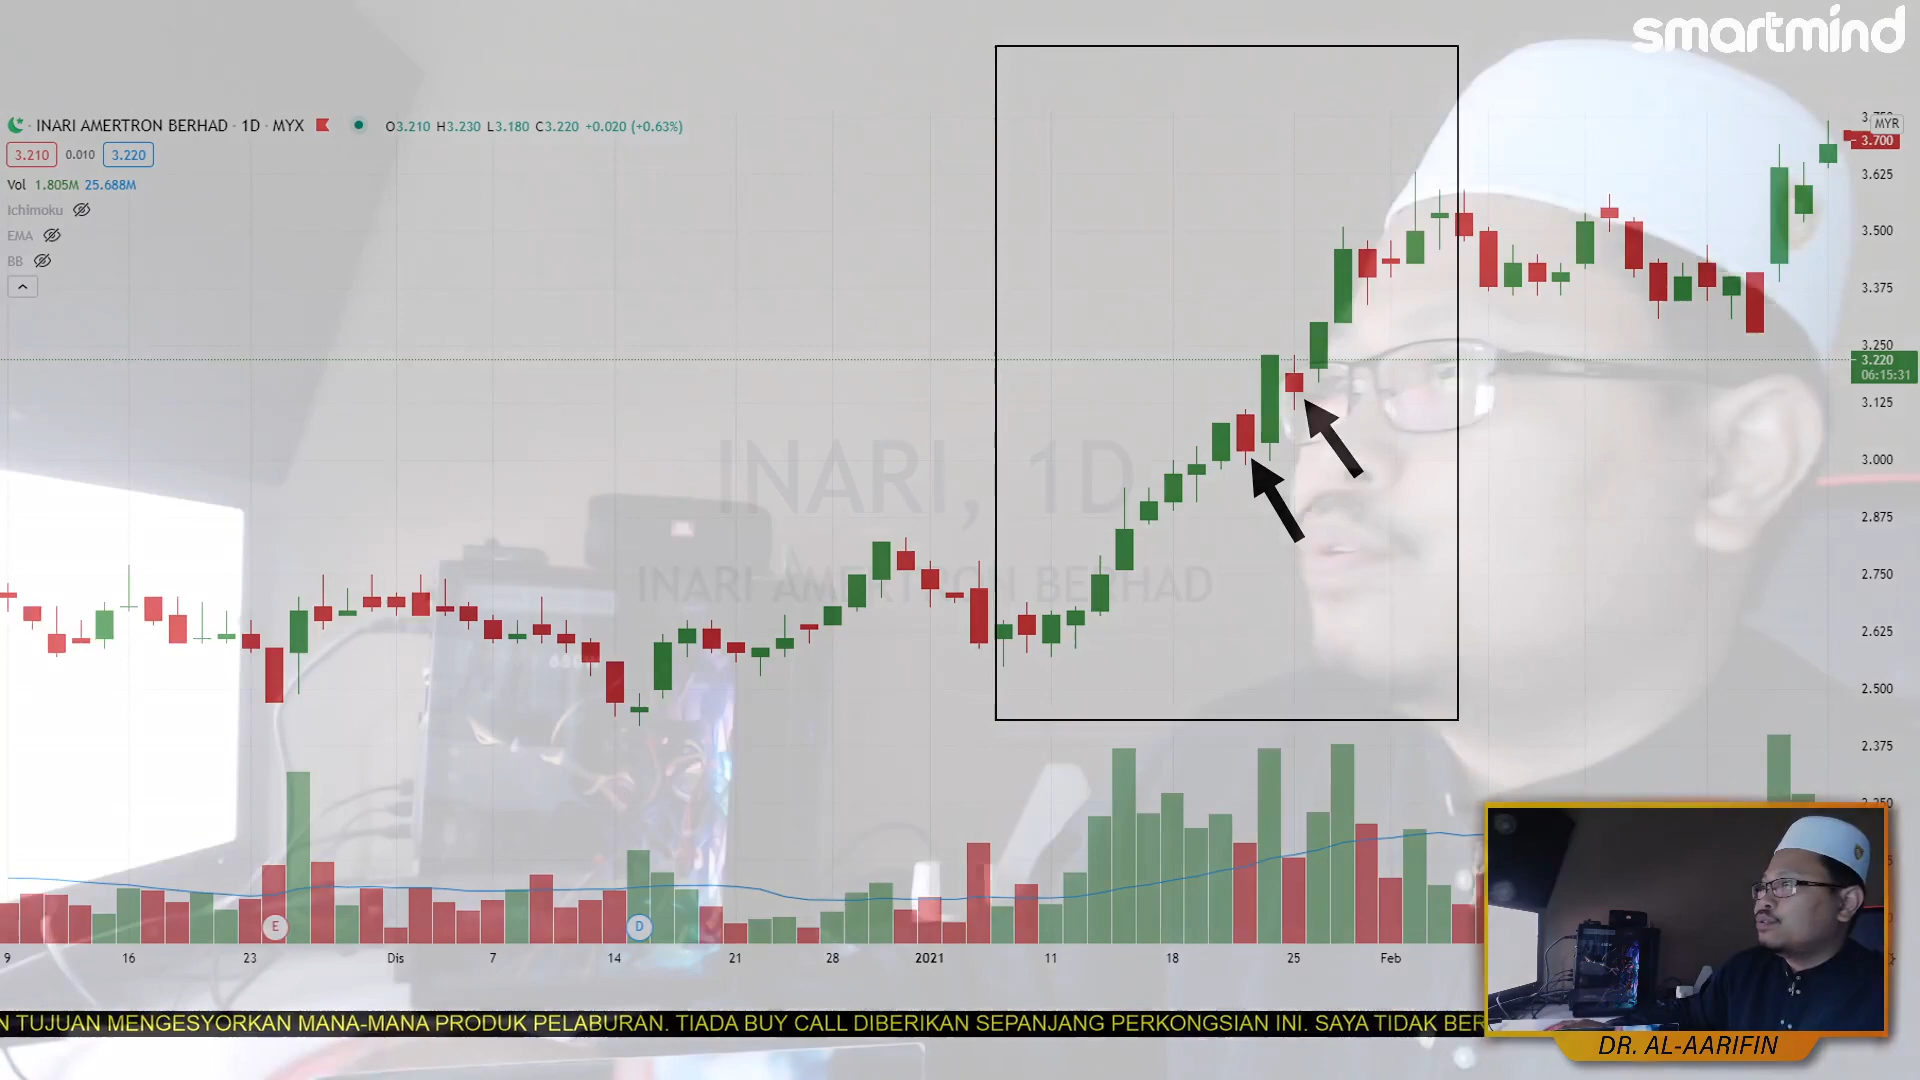 smartmind
INARI AMERTRON BERHAD · 1D · MYX O3.210 H3.230 L3.180 C3.220 +0.020 (+0.63%)
3.210 0.010 3.220
Vol 1.805M 25.688M
Ichimoku
EMA
BB
MYR
3.700
3.625
3.500
3.375
3.250
3.220
06:15:31
3.125
3.000
2.875
2.750
2.625
2.500
2.375
INARI, 1D
INARI AMERTRON BERHAD
E
D
9 16 23 Dis 7 14 21 28 2021 11 18 25 Feb
N TUJUAN MENGESYORKAN MANA-MANA PRODUK PELABURAN. TIADA BUY CALL DIBERIKAN SEPANJANG PERKONGSIAN INI. SAYA TIDAK BER
DR. AL-AARIFIN